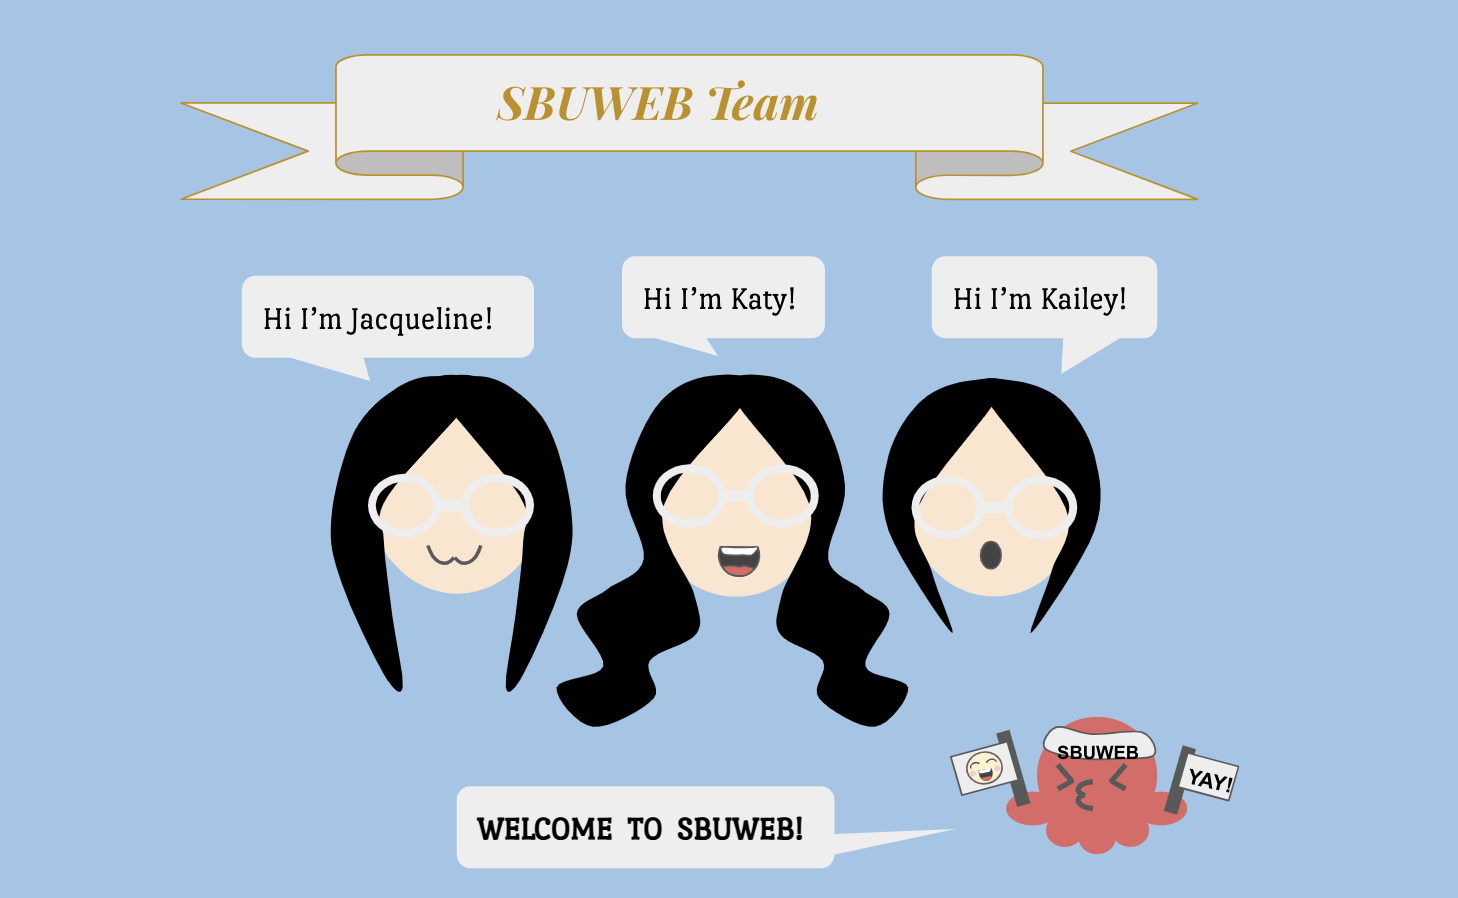 SBUWEB Team
Hi I’m Jacqueline!
Hi I’m Katy!
Hi I’m Kailey!
SBUWEB
YAY!
WELCOME TO SBUWEB!